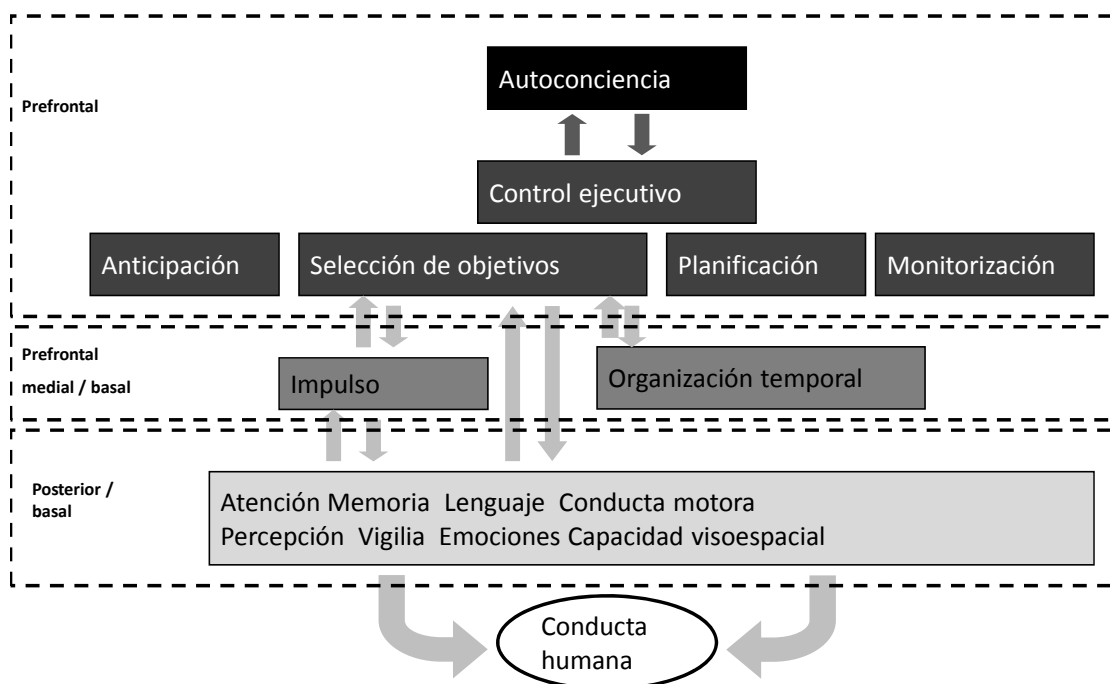 Autoconciencia
Prefrontal
Control ejecutivo
Anticipación
Selección de objetivos
Planificación
Monitorización
Prefrontal
medial / basal
Impulso
Organización temporal
Posterior /
basal
Atención Memoria Lenguaje Conducta motora
Percepción Vigilia Emociones Capacidad visoespacial
Conducta
humana